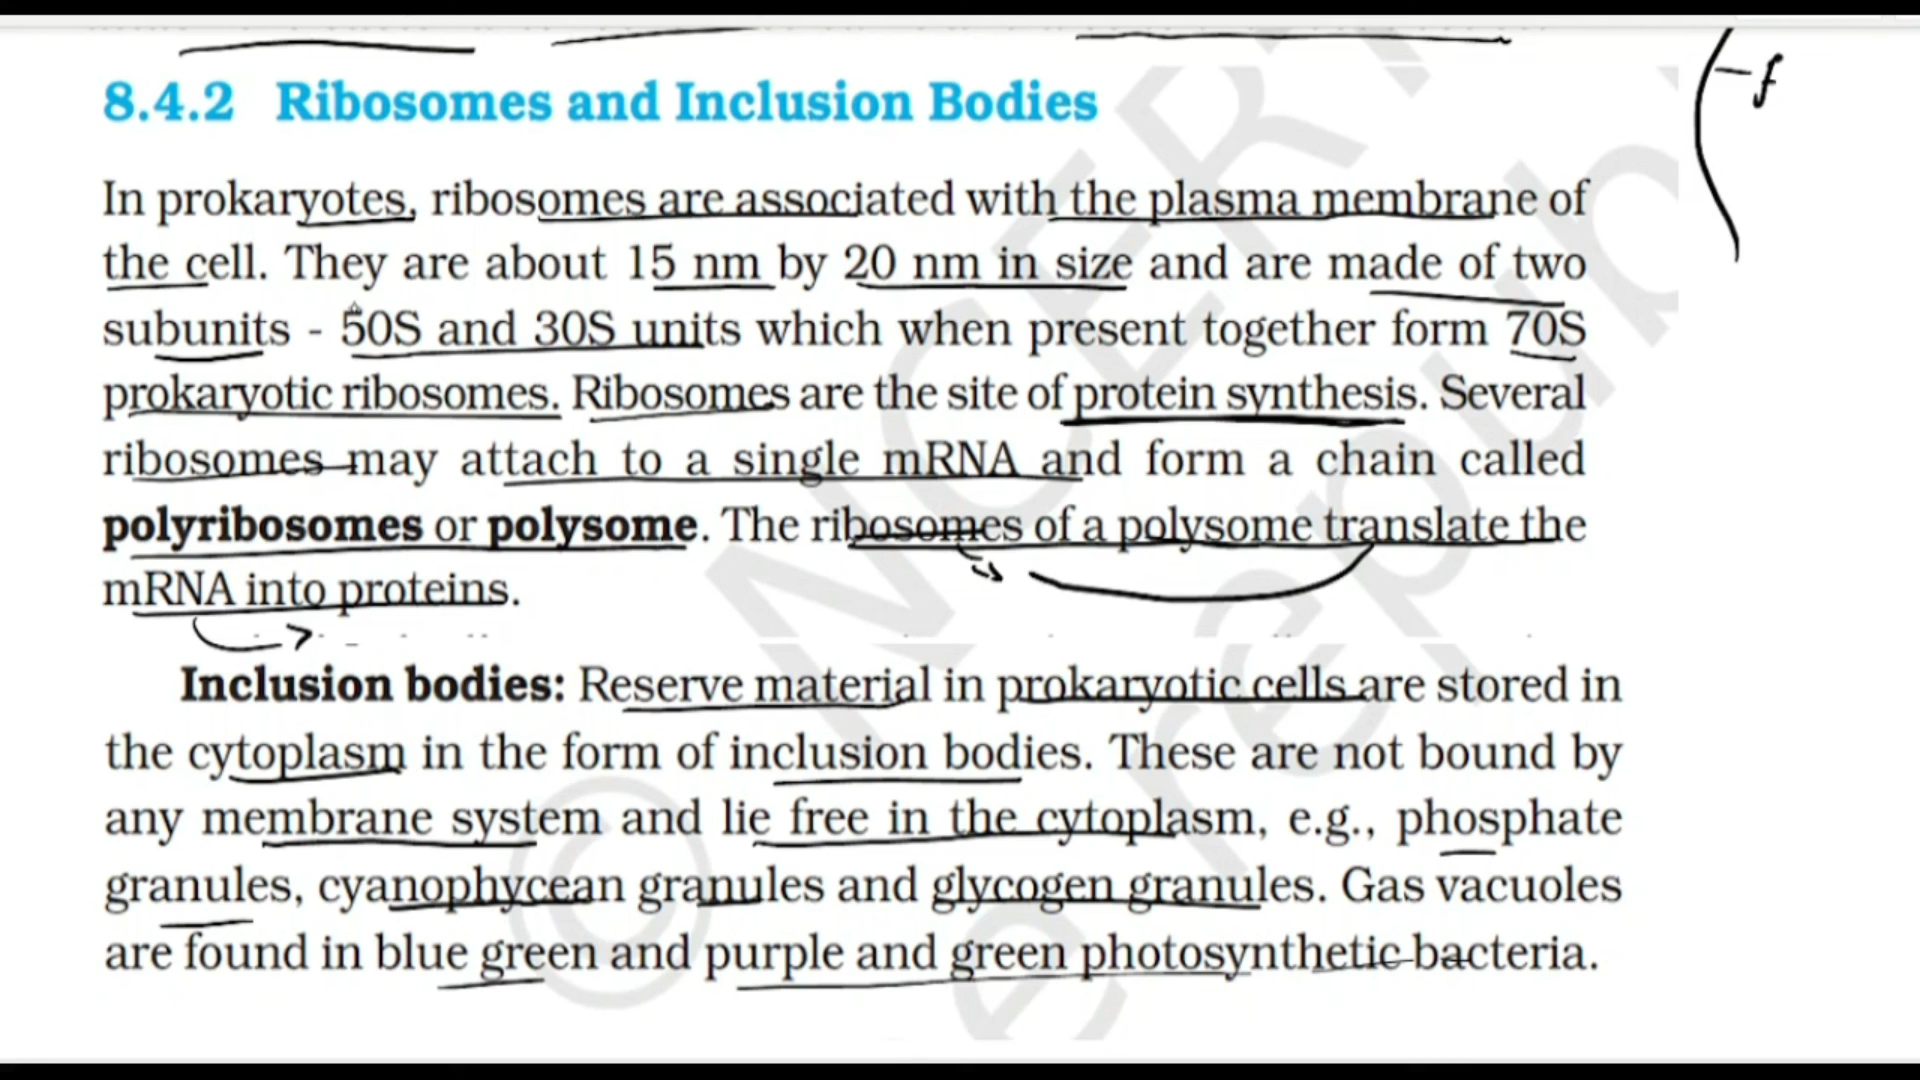 8.4.2 Ribosomes and Inclusion Bodies
In prokaryotes, ribosomes are associated with the plasma membrane of
the cell. They are about 15 nm by 20 nm in size and are made of two
subunits - 50S and 30S units which when present together form 70S
prokaryotic ribosomes. Ribosomes are the site of protein synthesis. Several
ribosomes may attach to a single mRNA and form a chain called
polyribosomes or polysome. The ribosomes of a polysome translate the
mRNA into proteins.
Inclusion bodies: Reserve material in prokaryotic cells are stored in
the cytoplasm in the form of inclusion bodies. These are not bound by
any membrane system and lie free in the cytoplasm, e.g., phosphate
granules, cyanophycean granules and glycogen granules. Gas vacuoles
are found in blue green and purple and green photosynthetic bacteria.